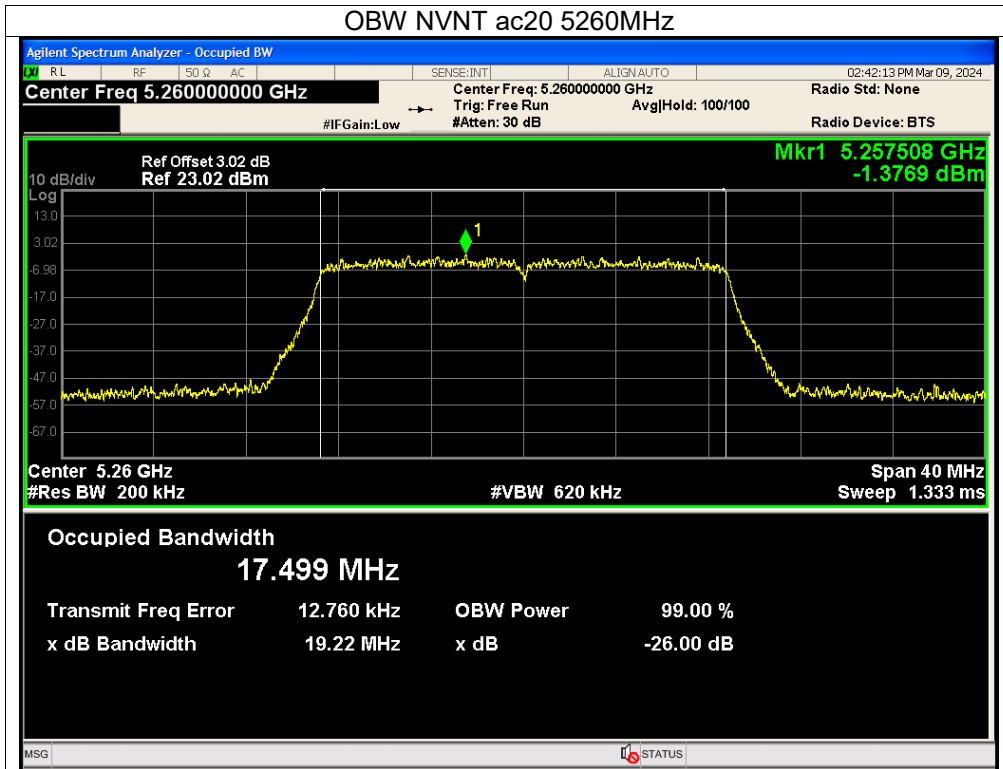 OBW NVNT ac20 5260MHz
Agilent Spectrum Analyzer - Occupied BW
LXI RL RF 50 Ω AC SENSE:INT ALIGN AUTO 02:42:13 PM Mar 09, 2024
Center Freq 5.260000000 GHz Center Freq: 5.260000000 GHz Radio Std: None
Trig: Free Run Avg|Hold: 100/100
#IFGain:Low #Atten: 30 dB Radio Device: BTS
Mkr1 5.257508 GHz
-1.3769 dBm
Ref Offset 3.02 dB
10 dB/div Ref 23.02 dBm
Log
13.0
1
3.02
-6.98
-17.0
-27.0
-37.0
-47.0
-57.0
-67.0
Center 5.26 GHz Span 40 MHz
#Res BW 200 kHz #VBW 620 kHz Sweep 1.333 ms
Occupied Bandwidth
17.499 MHz
Transmit Freq Error 12.760 kHz OBW Power 99.00 %
x dB Bandwidth 19.22 MHz x dB -26.00 dB
MSG STATUS